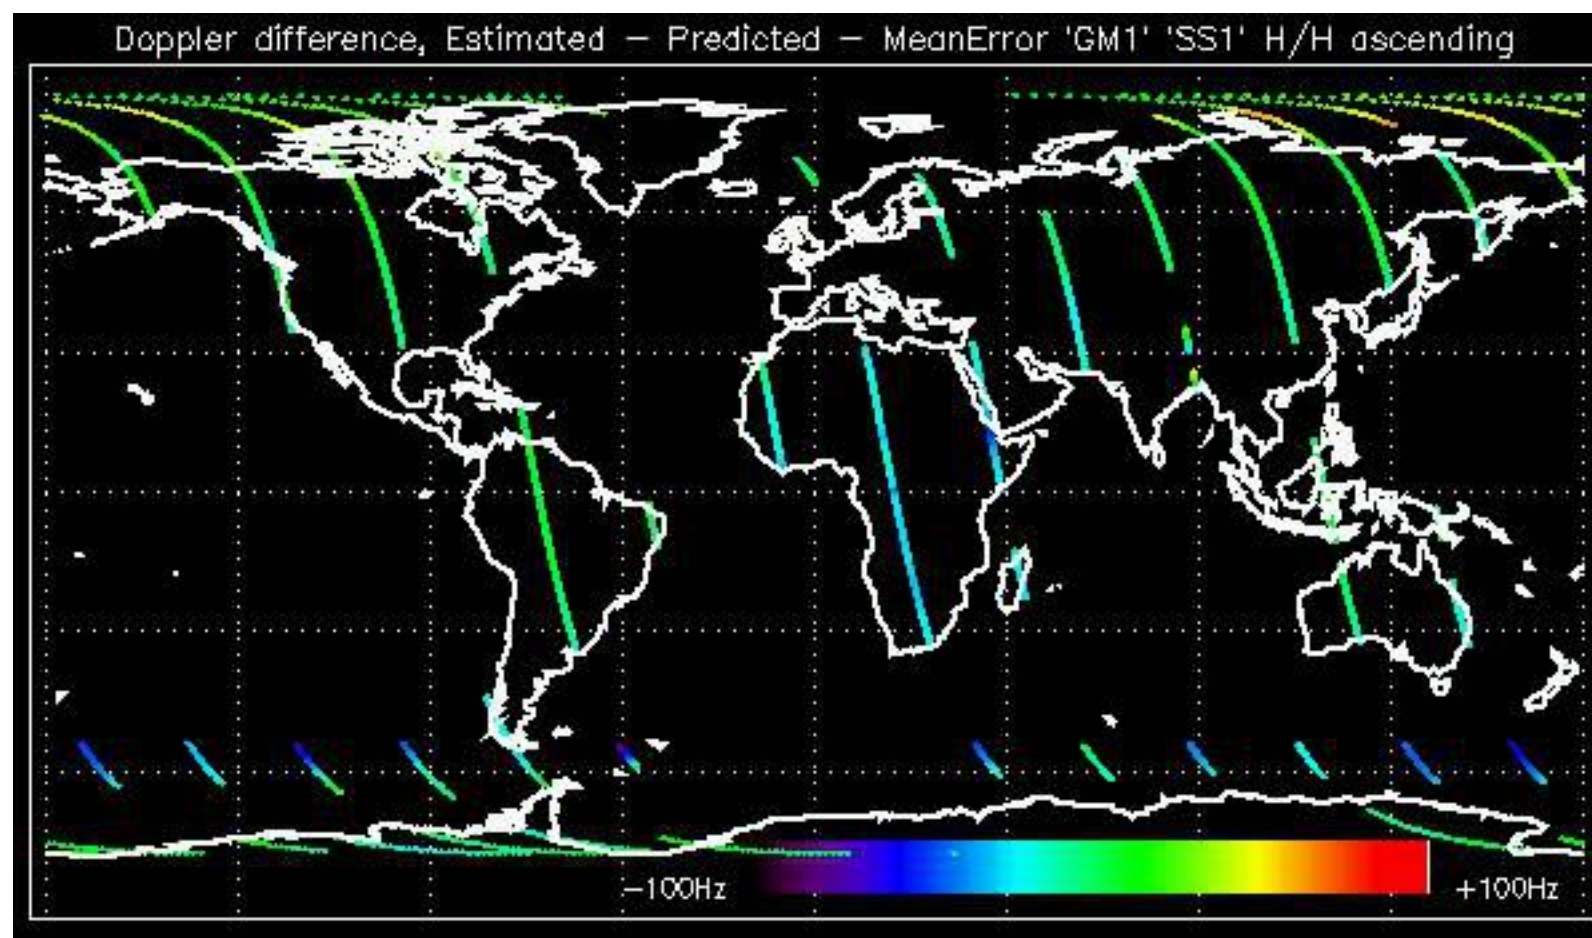 Doppler difference, Estimated – Predicted – MeanError 'GM1' 'SS1' H/H ascending
–100Hz +100Hz